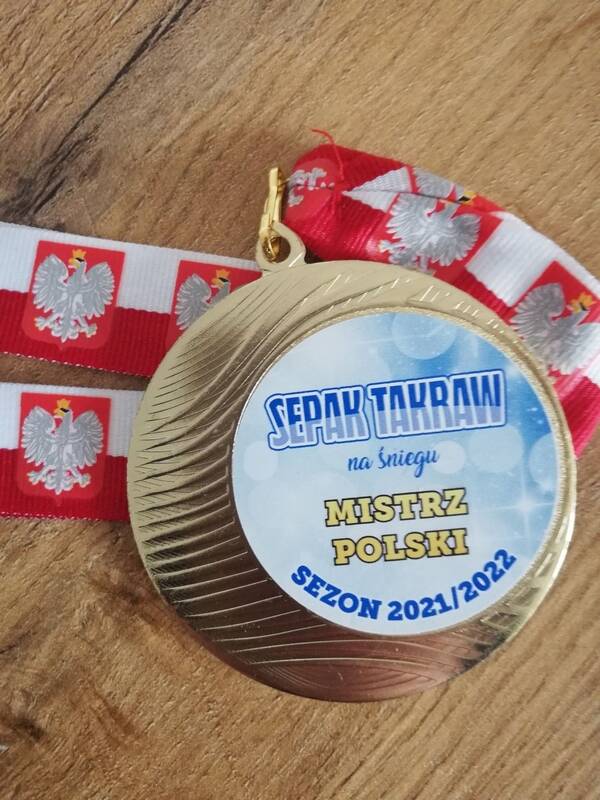 SEPAK TAKRAW
na śniegu
MISTRZ
POLSKI
SEZON 2021/2022